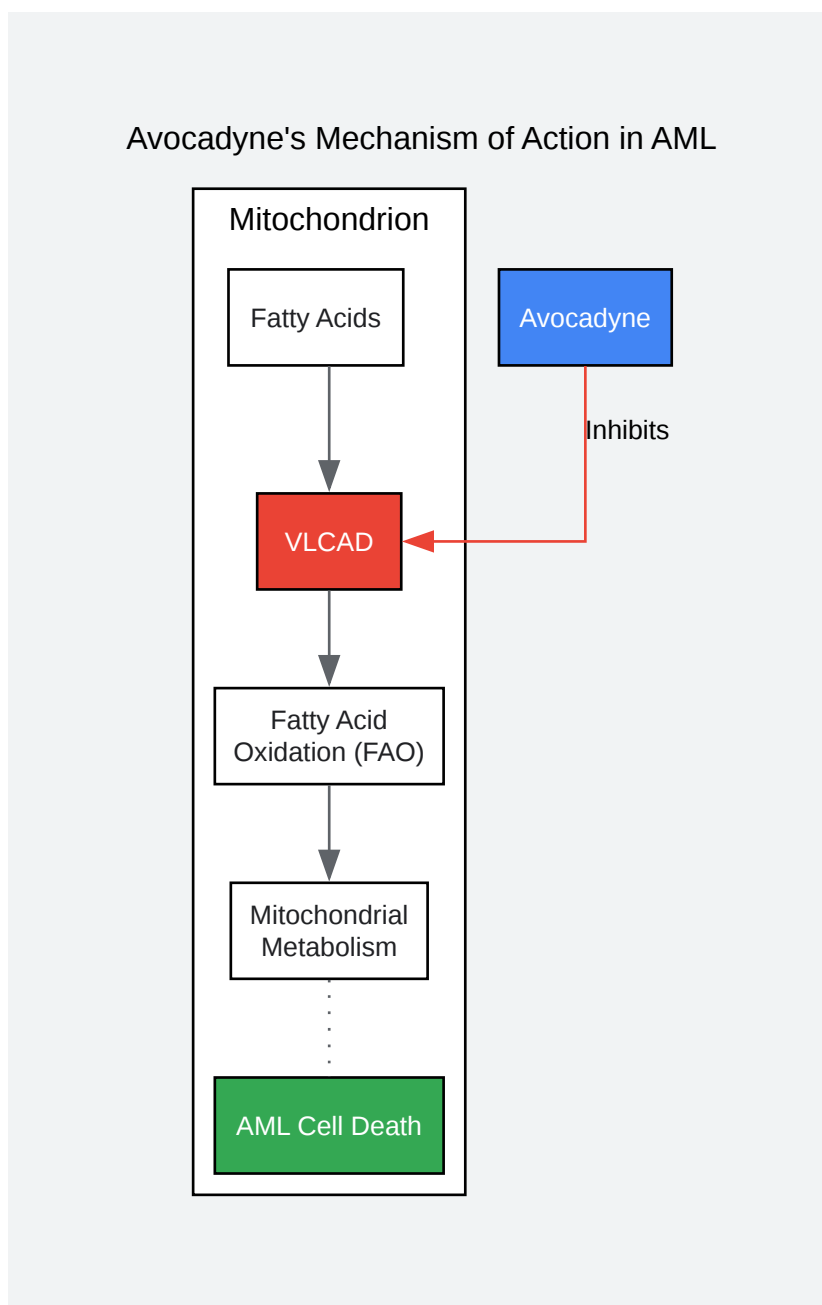 Avocadyne's Mechanism of Action in AML
Mitochondrion
Fatty Acids
Avocadyne
Inhibits
VLCAD
Fatty Acid
Oxidation (FAO)
Mitochondrial
Metabolism
AML Cell Death